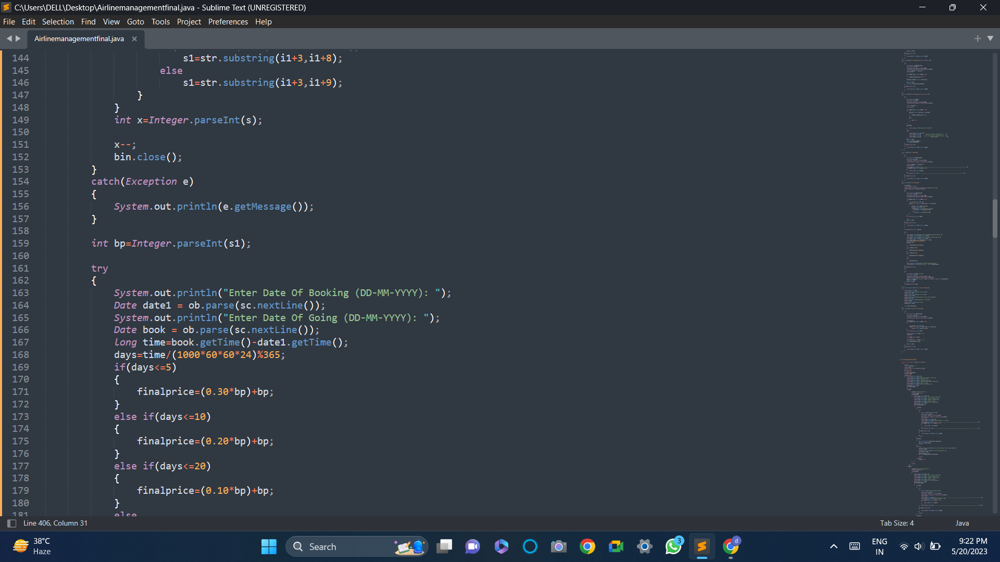 C:\Users\DELL\Desktop\Airlinemanagementfinal.java - Sublime Text (UNREGISTERED)
File Edit Selection Find View Goto Tools Project Preferences Help
Airlinemanagementfinal.java
144 s1=str.substring(i1+3,i1+8);
145 else
146 s1=str.substring(i1+3,i1+9);
147 }
148 }
149 int x=Integer.parseInt(s);
150
151 x--;
152 bin.close();
153 }
154 catch(Exception e)
155 {
156 System.out.println(e.getMessage());
157 }
158
159 int bp=Integer.parseInt(s1);
160
161 try
162 {
163 System.out.println("Enter Date Of Booking (DD-MM-YYYY): ");
164 Date date1 = ob.parse(sc.nextLine());
165 System.out.println("Enter Date Of Going (DD-MM-YYYY): ");
166 Date book = ob.parse(sc.nextLine());
167 long time=book.getTime()-date1.getTime();
168 days=time/(1000*60*60*24)%365;
169 if(days<=5)
170 {
171 finalprice=(0.30*bp)+bp;
172 }
173 else if(days<=10)
174 {
175 finalprice=(0.20*bp)+bp;
176 }
177 else if(days<=20)
178 {
179 finalprice=(0.10*bp)+bp;
180 }
181 else
Line 406, Column 31 Tab Size: 4 Java
38°C
Haze
Search
3
d
ENG
IN
9:22 PM
5/20/2023